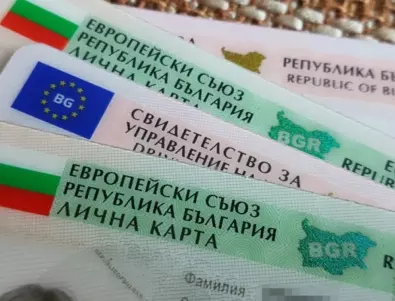 ЕВРОПЕЙСКИ СЪЮЗ
РЕПУБЛИКА БЪЛГАРИЯ
ЛИЧНА КАРТА
РЕПУБЛИКА
REPUBLIC OF
BG
СВИДЕТЕЛСТВО ЗА
УПРАВЛЕНИЕ НА
BGR
ЕВРОПЕЙСКИ СЪЮЗ
РЕПУБЛИКА БЪЛГАРИЯ
ЛИЧНА КАРТА
BGR
Фамилия